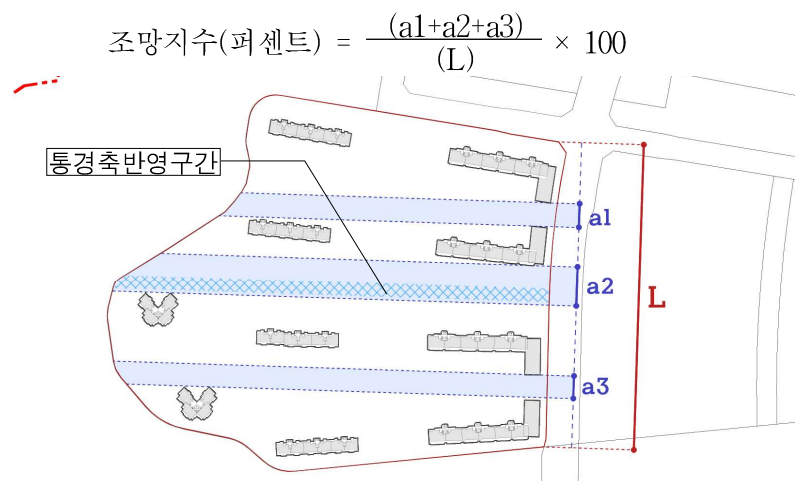 조망지수(퍼센트) = (a1+a2+a3) / (L) × 100
통경축반영구간
a1
a2
L
a3